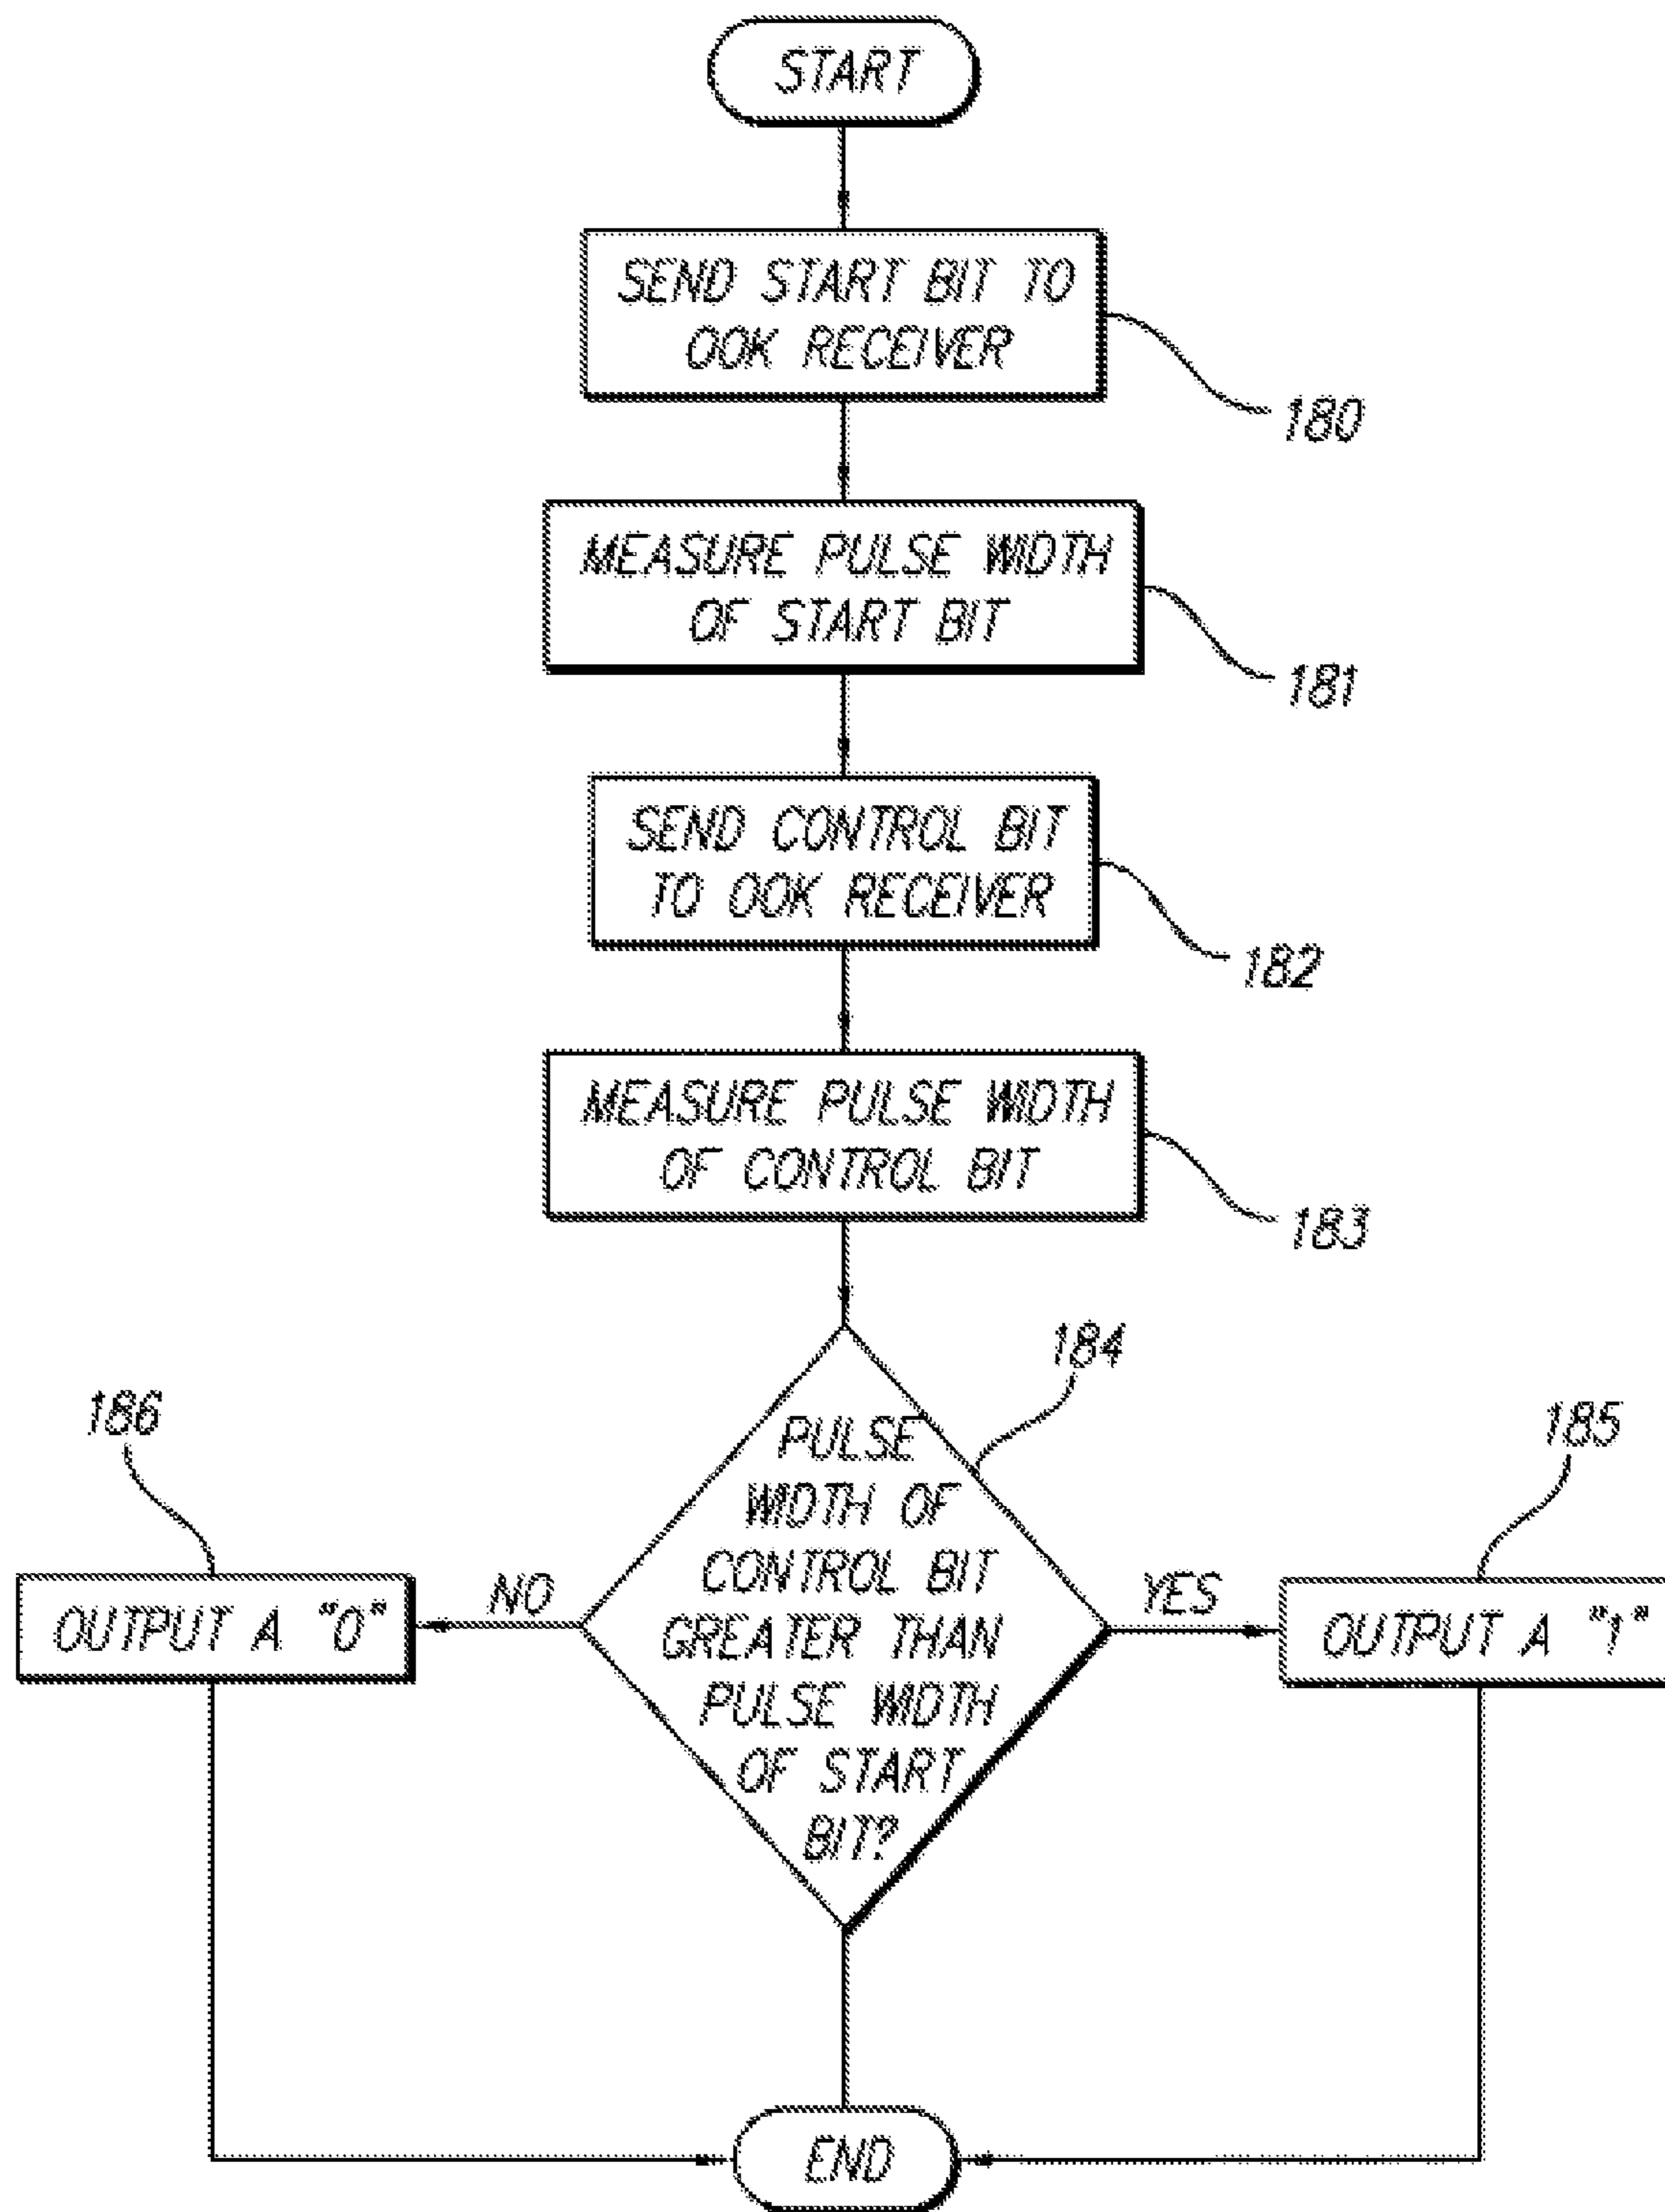 START
SEND START BIT TO
OOK RECEIVER
180
MEASURE PULSE WIDTH
OF START BIT
181
SEND CONTROL BIT
TO OOK RECEIVER
182
MEASURE PULSE WIDTH
OF CONTROL BIT
183
184
PULSE
WIDTH OF
CONTROL BIT
GREATER THAN
PULSE WIDTH
OF START
BIT?
NO
186
OUTPUT A "0"
YES
185
OUTPUT A "1"
END